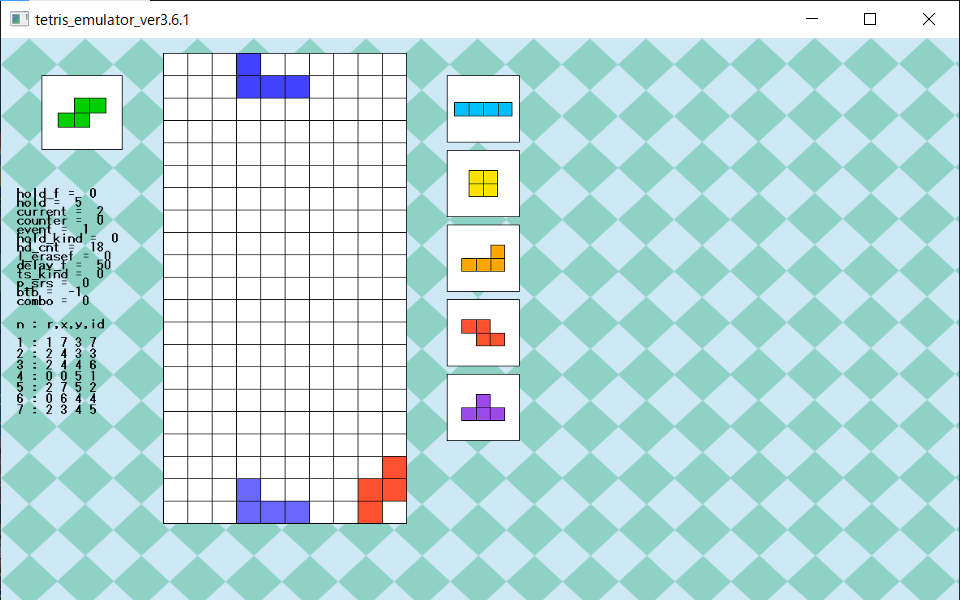 tetris_emulator_ver3.6.1
hold_f = 0
hold = 5
current = 2
counter = 0
event = 1
hold_kind = 0
hd_cnt = 18
l_erasef = 0
delay_f = 50
ts_kind = 0
p_srs = 0
btb = -1
combo = 0
n : r,x,y,id
1 : 1 7 3 7
2 : 2 4 3 3
3 : 2 4 4 6
4 : 0 0 5 1
5 : 2 7 5 2
6 : 0 6 4 4
7 : 2 3 4 5